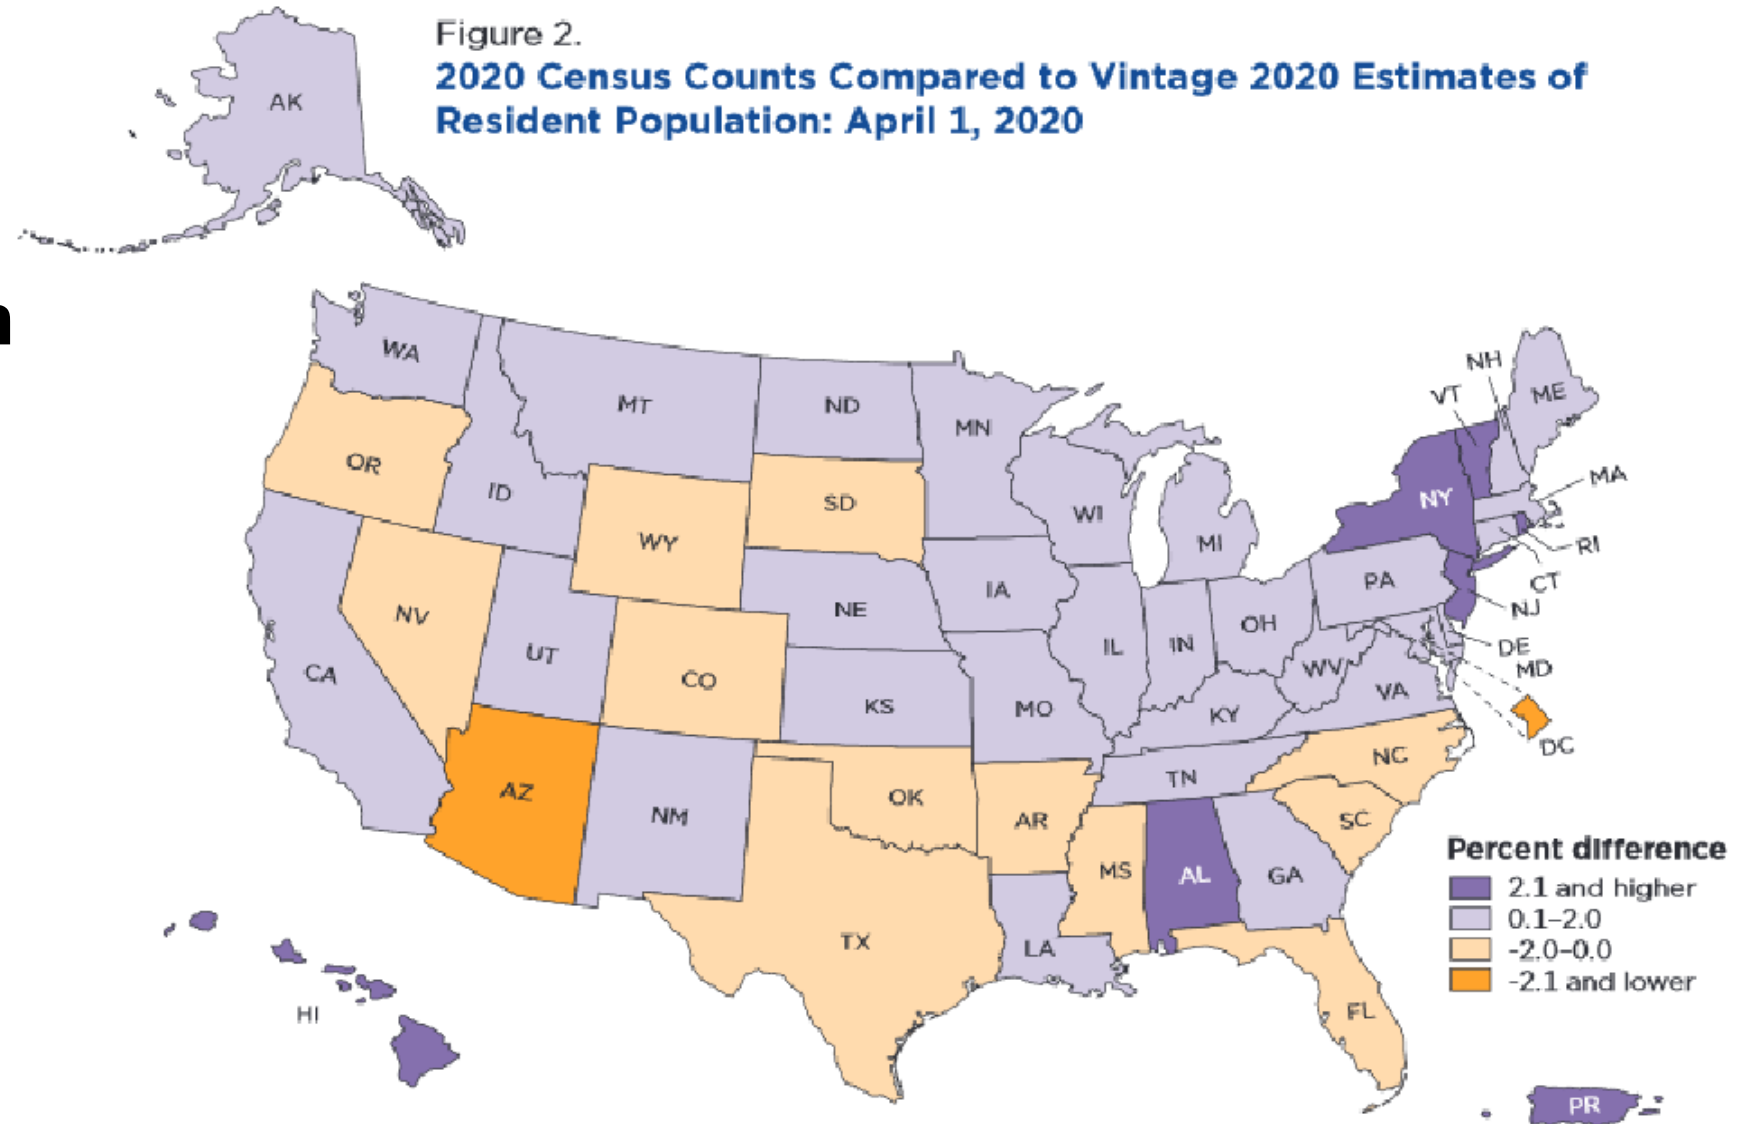 Figure 2.
2020 Census Counts Compared to Vintage 2020 Estimates of
Resident Population: April 1, 2020
AK
WA
MT
ND
MN
OR
ID
WY
SD
WI
MI
NH
VT
ME
NY
MA
RI
CT
NJ
PA
NV
UT
CO
NE
IA
IL
IN
OH
DE
MD
DC
CA
KS
MO
WV
VA
KY
AZ
NM
OK
AR
TN
NC
SC
TX
LA
MS
AL
GA
FL
HI
PR
Percent difference
2.1 and higher
0.1–2.0
-2.0–0.0
-2.1 and lower